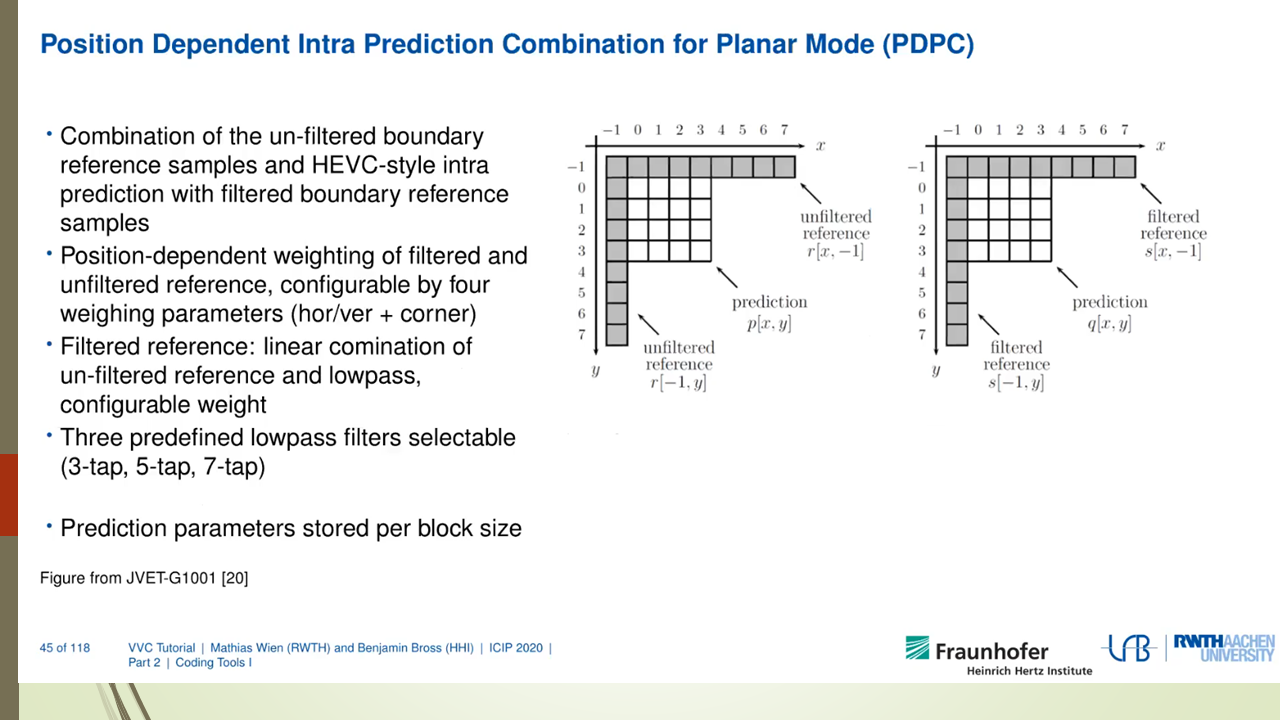 Position Dependent Intra Prediction Combination for Planar Mode (PDPC)
• Combination of the un-filtered boundary
reference samples and HEVC-style intra
prediction with filtered boundary reference
samples
• Position-dependent weighting of filtered and
unfiltered reference, configurable by four
weighing parameters (hor/ver + corner)
• Filtered reference: linear comination of
un-filtered reference and lowpass,
configurable weight
• Three predefined lowpass filters selectable
(3-tap, 5-tap, 7-tap)
• Prediction parameters stored per block size
Figure from JVET-G1001 [20]
−1 0 1 2 3 4 5 6 7
x
−1
0
1
2
3
4
5
6
7
y
unfiltered
reference
r[x, −1]
prediction
p[x, y]
unfiltered
reference
r[−1, y]
−1 0 1 2 3 4 5 6 7
x
−1
0
1
2
3
4
5
6
7
y
filtered
reference
s[x, −1]
prediction
q[x, y]
filtered
reference
s[−1, y]
45 of 118
VVC Tutorial | Mathias Wien (RWTH) and Benjamin Bross (HHI) | ICIP 2020 |
Part 2 | Coding Tools I
Fraunhofer
Heinrich Hertz Institute
RWTHAACHEN
UNIVERSITY